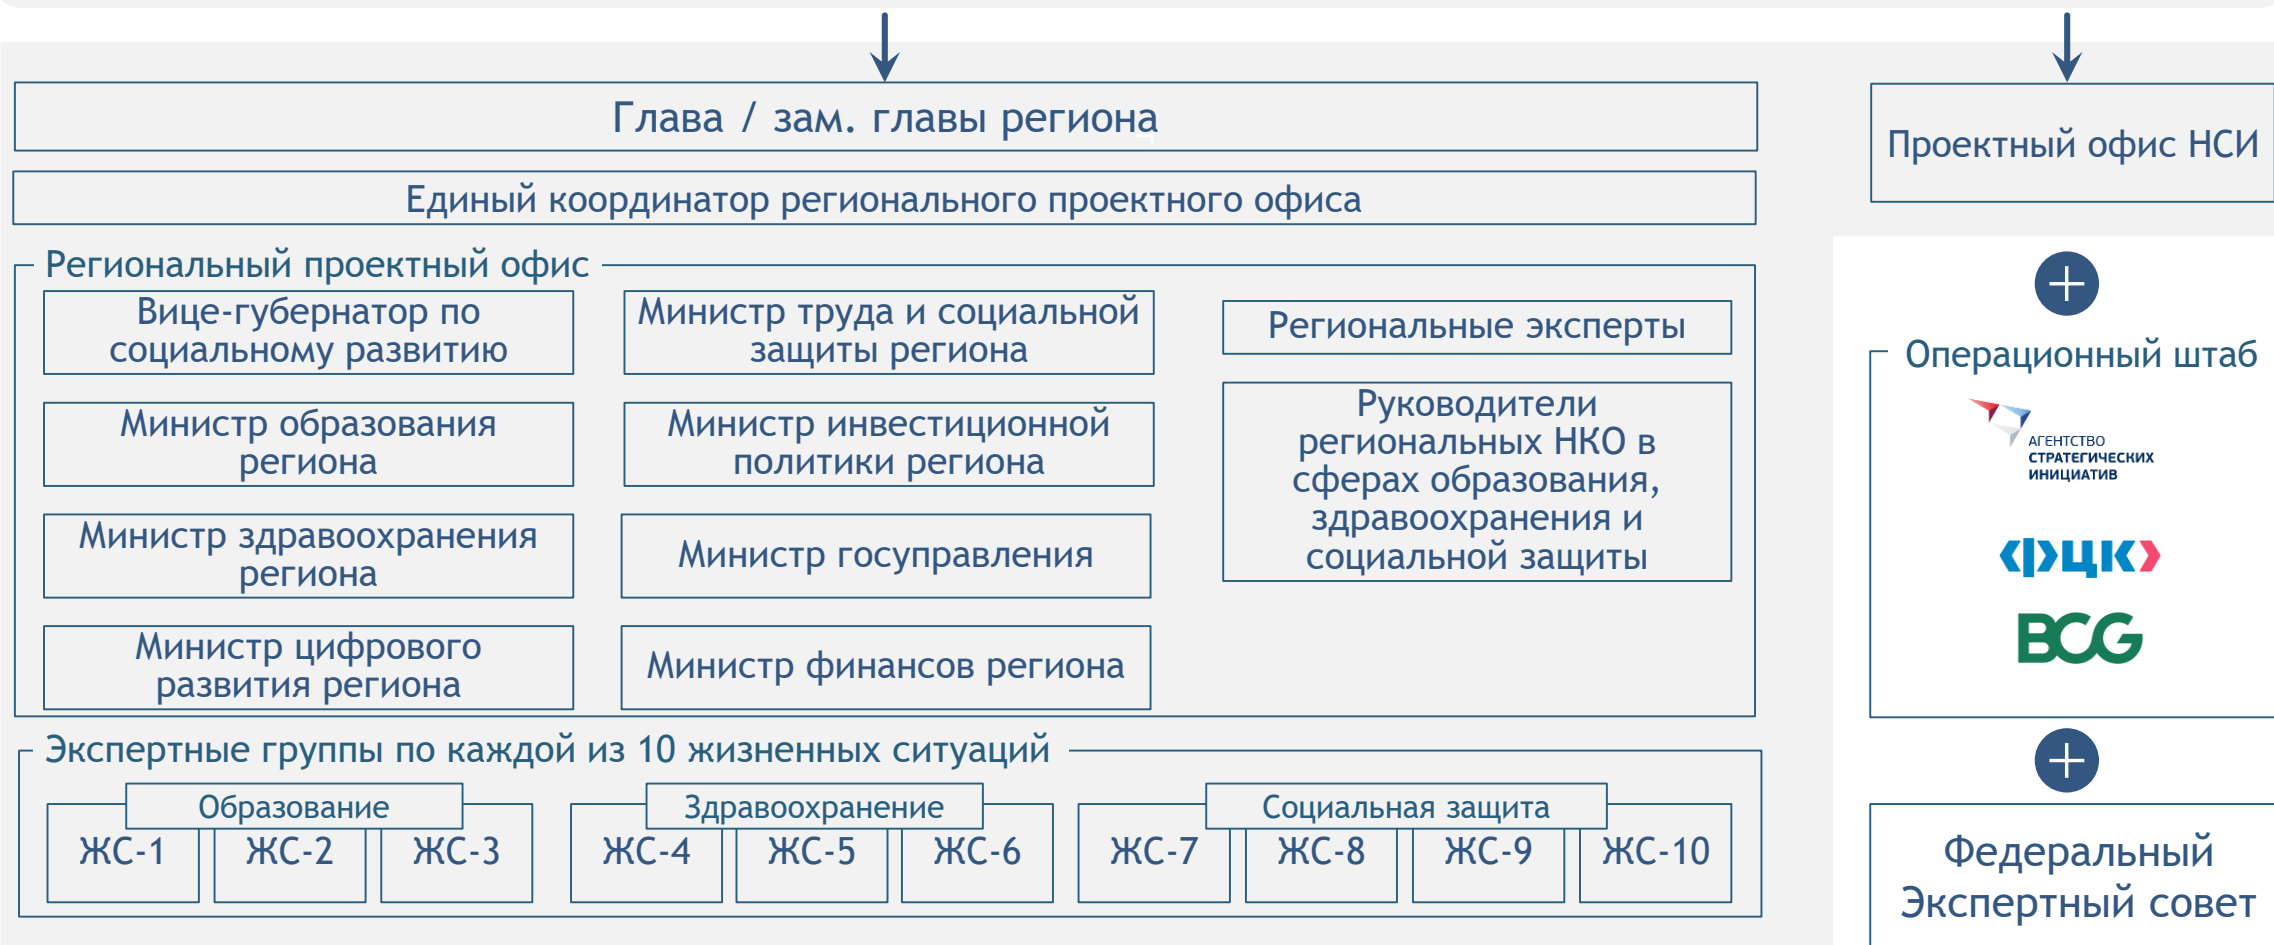 Глава / зам. главы региона
Единый координатор регионального проектного офиса
Региональный проектный офис
Вице-губернатор по
социальному развитию
Министр образования
региона
Министр здравоохранения
региона
Министр цифрового
развития региона
Министр труда и социальной
защиты региона
Министр инвестиционной
политики региона
Министр госуправления
Министр финансов региона
Региональные эксперты
Руководители
региональных НКО в
сферах образования,
здравоохранения и
социальной защиты
Экспертные группы по каждой из 10 жизненных ситуаций
Образование
ЖС-1
ЖС-2
ЖС-3
Здравоохранение
ЖС-4
ЖС-5
ЖС-6
Социальная защита
ЖС-7
ЖС-8
ЖС-9
ЖС-10
Проектный офис НСИ
Операционный штаб
АГЕНТСТВО
СТРАТЕГИЧЕСКИХ
ИНИЦИАТИВ
ФЦК
BCG
Федеральный
Экспертный совет